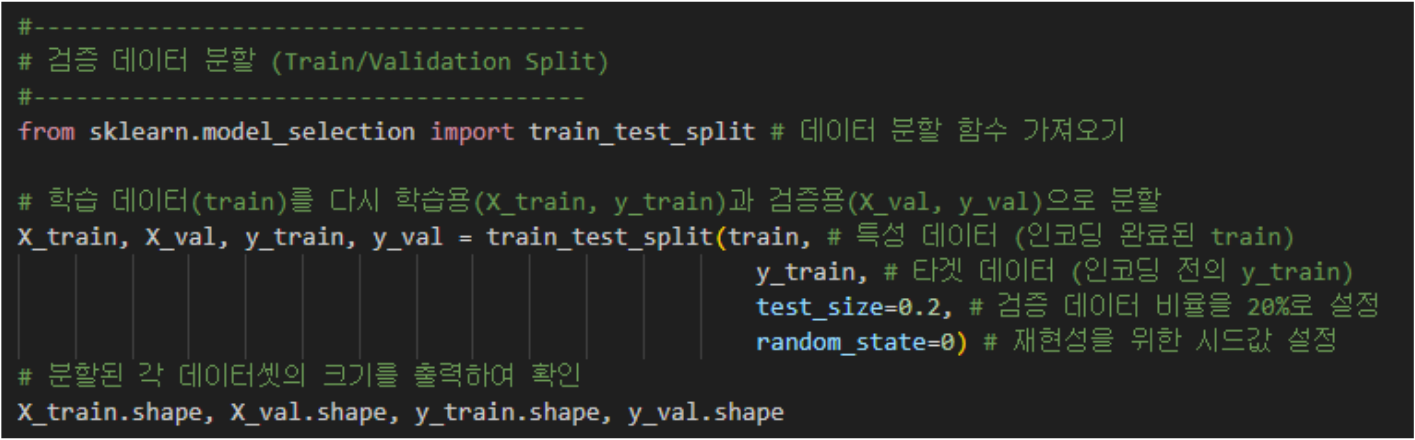 #---------------------------------------
# 검증 데이터 분할 (Train/Validation Split)
#---------------------------------------
from sklearn.model_selection import train_test_split # 데이터 분할 함수 가져오기
# 학습 데이터(train)를 다시 학습용(X_train, y_train)과 검증용(X_val, y_val)으로 분할
X_train, X_val, y_train, y_val = train_test_split(train, # 특성 데이터 (인코딩 완료된 train)
y_train, # 타겟 데이터 (인코딩 전의 y_train)
test_size=0.2, # 검증 데이터 비율을 20%로 설정
random_state=0) # 재현성을 위한 시드값 설정
# 분할된 각 데이터셋의 크기를 출력하여 확인
X_train.shape, X_val.shape, y_train.shape, y_val.shape